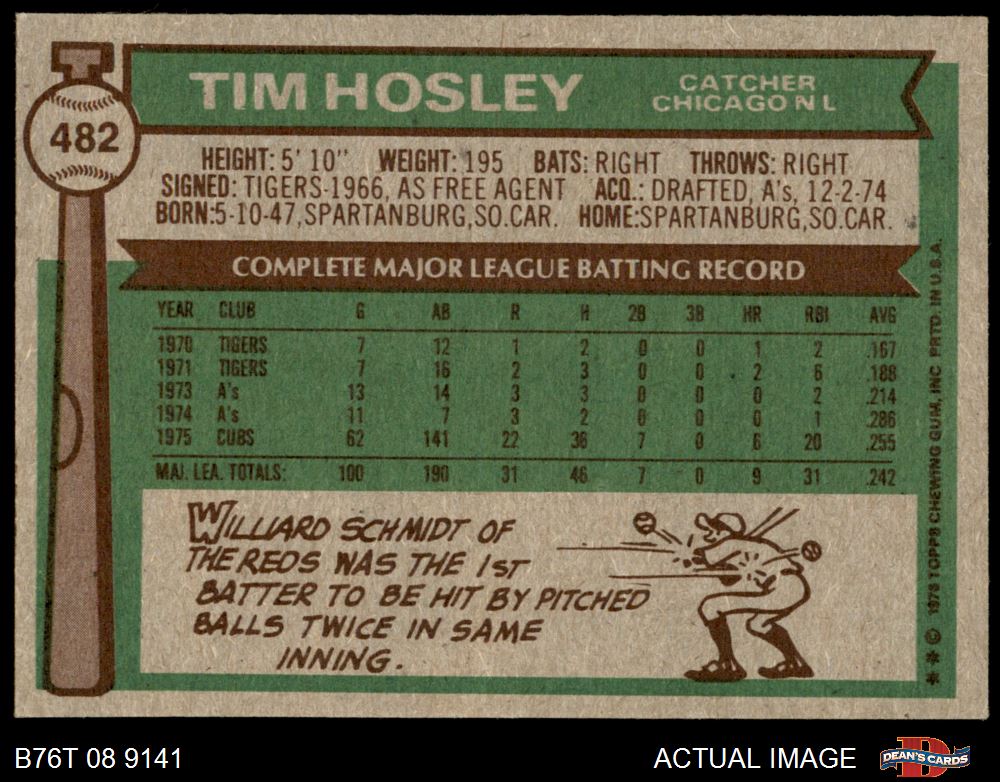 482
TIM HOSLEY
CATCHER
CHICAGO N L
HEIGHT: 5' 10" WEIGHT: 195 BATS: RIGHT THROWS: RIGHT
SIGNED: TIGERS-1966, AS FREE AGENT ACQ.: DRAFTED, A's, 12-2-74
BORN:5-10-47,SPARTANBURG,SO.CAR. HOME:SPARTANBURG,SO.CAR.
COMPLETE MAJOR LEAGUE BATTING RECORD
YEAR CLUB G AB R H 2B 3B HR RBI AVG
1970 TIGERS 7 12 1 2 0 0 1 2 .167
1971 TIGERS 7 16 2 3 0 0 2 6 .188
1973 A's 13 14 3 3 0 0 0 2 .214
1974 A's 11 7 3 2 0 0 0 1 .286
1975 CUBS 62 141 22 36 7 0 6 20 .255
MAJ. LEA. TOTALS: 100 190 31 46 7 0 9 31 .242
WILLIARD SCHMIDT OF
THE REDS WAS THE 1ST
BATTER TO BE HIT BY PITCHED
BALLS TWICE IN SAME
INNING.
* * © 1976 TOPPS CHEWING GUM, INC PRTD. IN U.S.A.
B76T 08 9141
ACTUAL IMAGE
D
DEAN'S CARDS